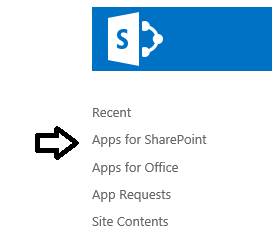 S
Recent
Apps for SharePoint
Apps for Office
App Requests
Site Contents